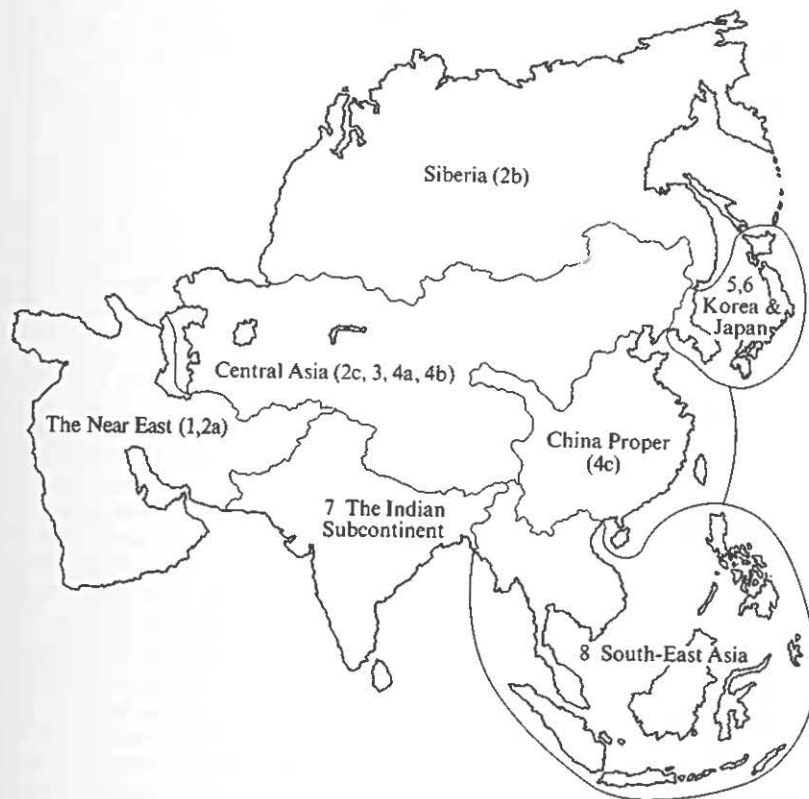 Siberia (2b)
5,6
Korea &
Japan
Central Asia (2c, 3, 4a, 4b)
The Near East (1,2a)
China Proper
(4c)
7 The Indian
Subcontinent
8 South-East Asia